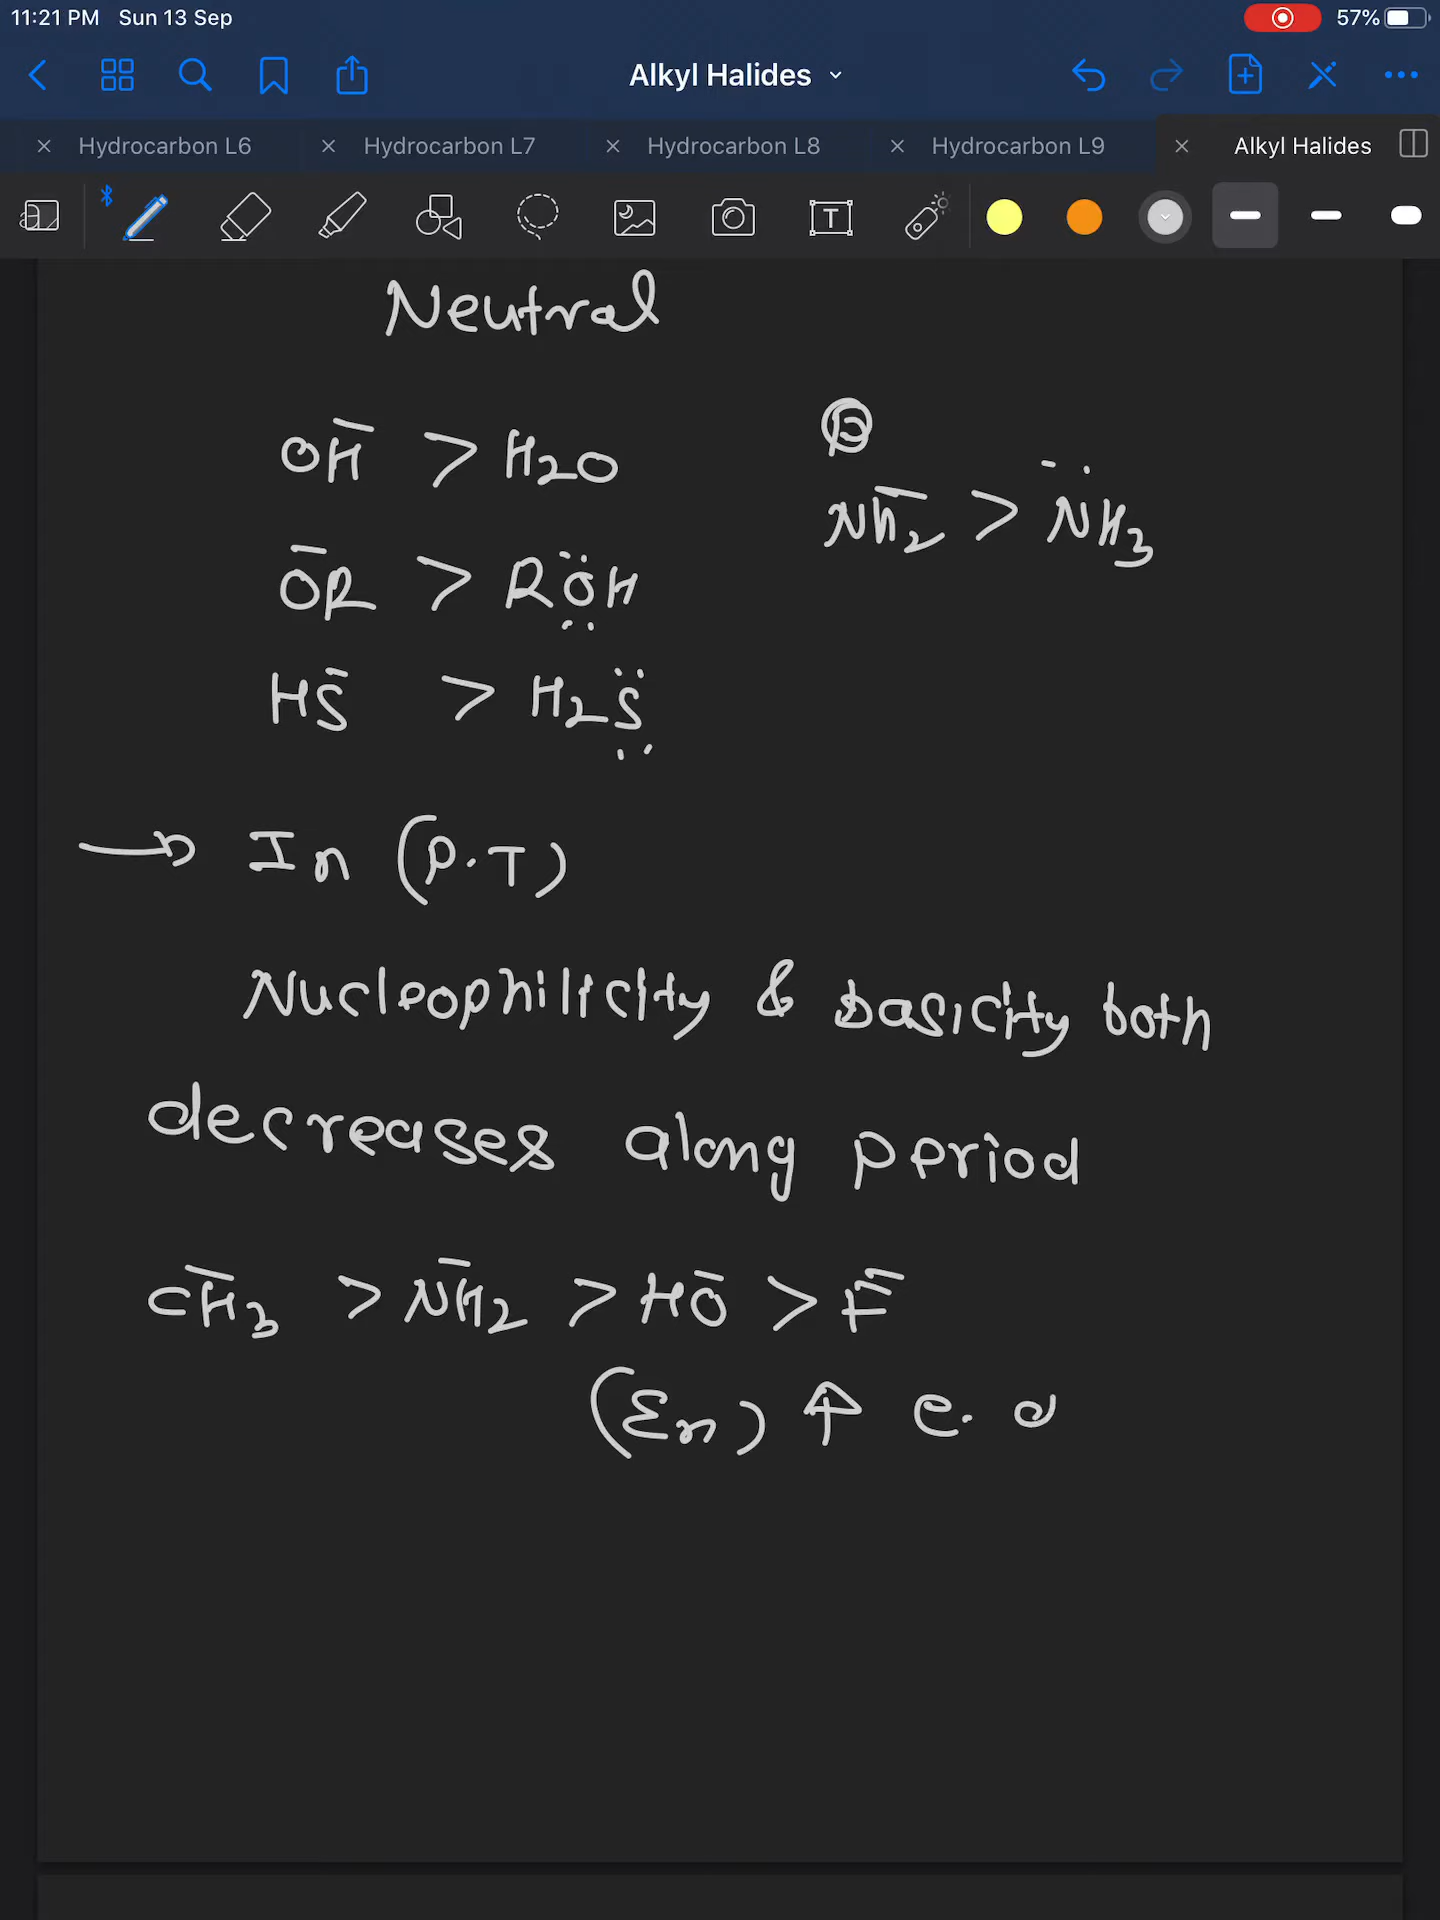 11:21 PM Sun 13 Sep 57%
Alkyl Halides
Hydrocarbon L6 Hydrocarbon L7 Hydrocarbon L8 Hydrocarbon L9 Alkyl Halides
Neutral
OH̄ > H₂O
B
NH̄₂ > N̈H₃
ŌR > RÖH
HS̄ > H₂S̈
→ In (P.T)
Nucleophilicity & basicity both
decreases along period
CH̄₃ > NH̄₂ > HŌ > F̄
(En) ↑ e. d